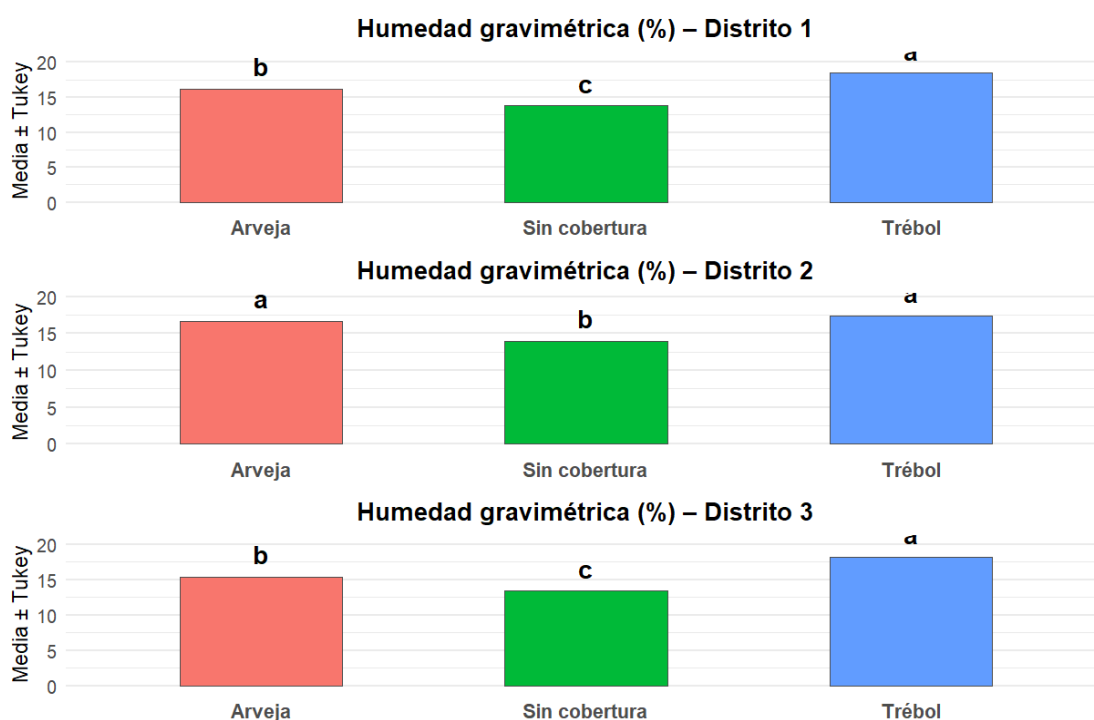 Humedad gravimétrica (%) – Distrito 1
Media ± Tukey
20
15
10
5
0
b
c
a
Arveja
Sin cobertura
Trébol
Humedad gravimétrica (%) – Distrito 2
Media ± Tukey
20
15
10
5
0
a
b
a
Arveja
Sin cobertura
Trébol
Humedad gravimétrica (%) – Distrito 3
Media ± Tukey
20
15
10
5
0
b
c
a
Arveja
Sin cobertura
Trébol